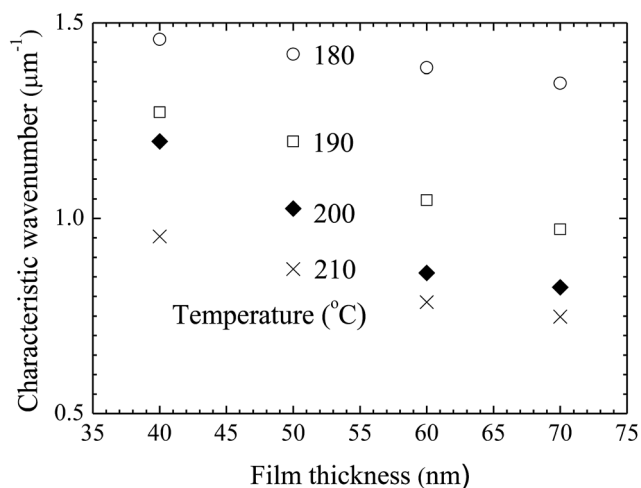 1.5
1.0
0.5
Characteristic wavenumber (μm⁻¹)
180
190
200
210
Temperature (°C)
35 40 45 50 55 60 65 70 75
Film thickness (nm)